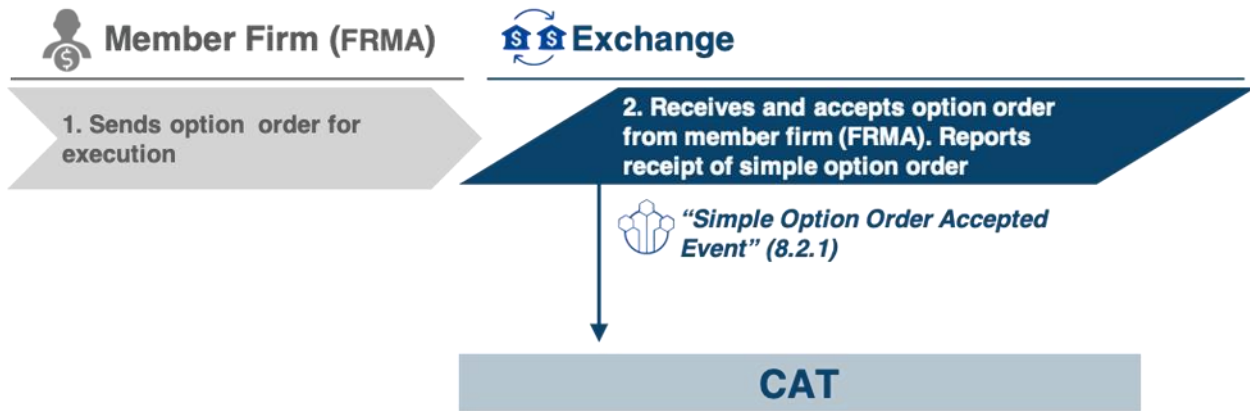 Member Firm (FRMA)
Exchange
1. Sends option order for
execution
2. Receives and accepts option order
from member firm (FRMA). Reports
receipt of simple option order
“Simple Option Order Accepted
Event” (8.2.1)
CAT